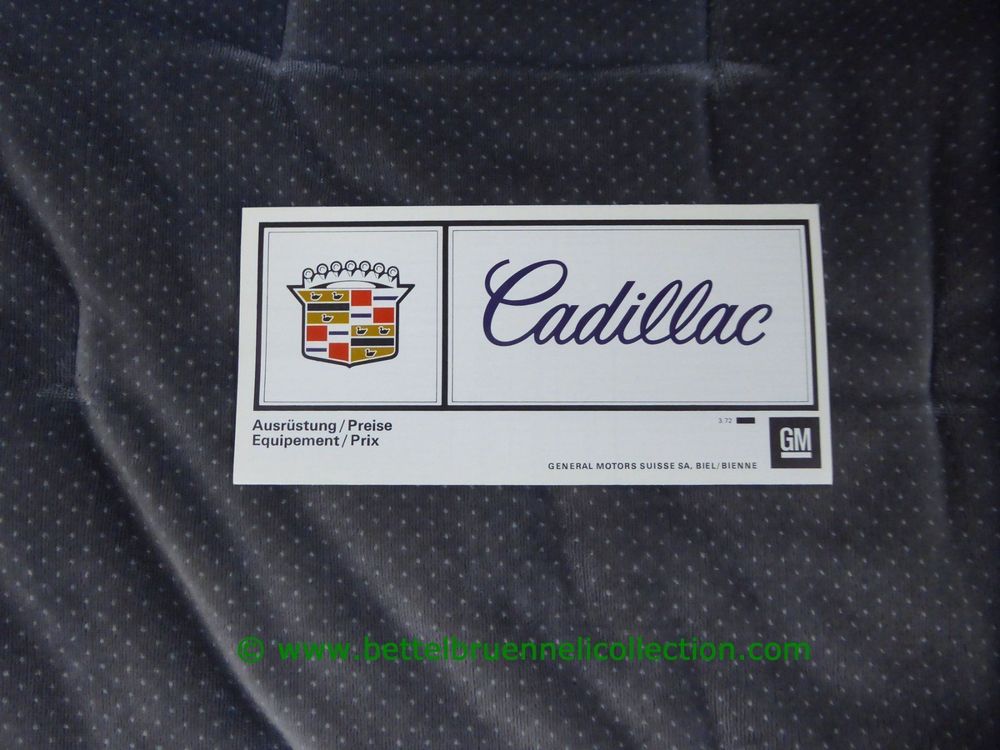 Cadillac
Ausrüstung/Preise
Equipement/Prix
3.72
GM
GENERAL MOTORS SUISSE SA, BIEL/BIENNE
© www.bettelbruennelicollection.com